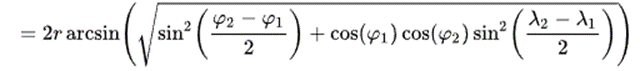 = 2r arcsin(√(sin²((φ₂ − φ₁)/2) + cos(φ₁) cos(φ₂) sin²((λ₂ − λ₁)/2)))